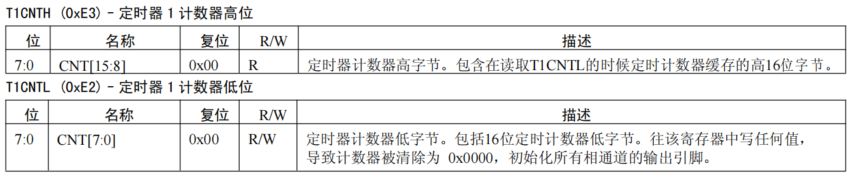 T1CNTH (0xE3) - 定时器 1 计数器高位
位 名称 复位 R/W 描述
7:0 CNT[15:8] 0x00 R 定时器计数器高字节。包含在读取T1CNTL的时候定时计数器缓存的高16位字节。
T1CNTL (0xE2) - 定时器 1 计数器低位
位 名称 复位 R/W 描述
7:0 CNT[7:0] 0x00 R/W 定时器计数器低字节。包括16位定时计数器低字节。往该寄存器中写任何值，
导致计数器被清除为 0x0000，初始化所有相通道的输出引脚。